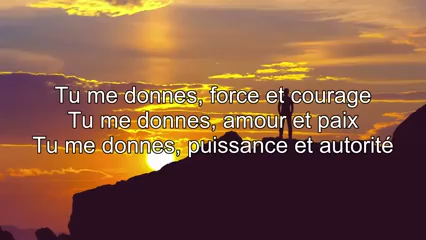 Tu me donnes, force et courage
Tu me donnes, amour et paix
Tu me donnes, puissance et autorité